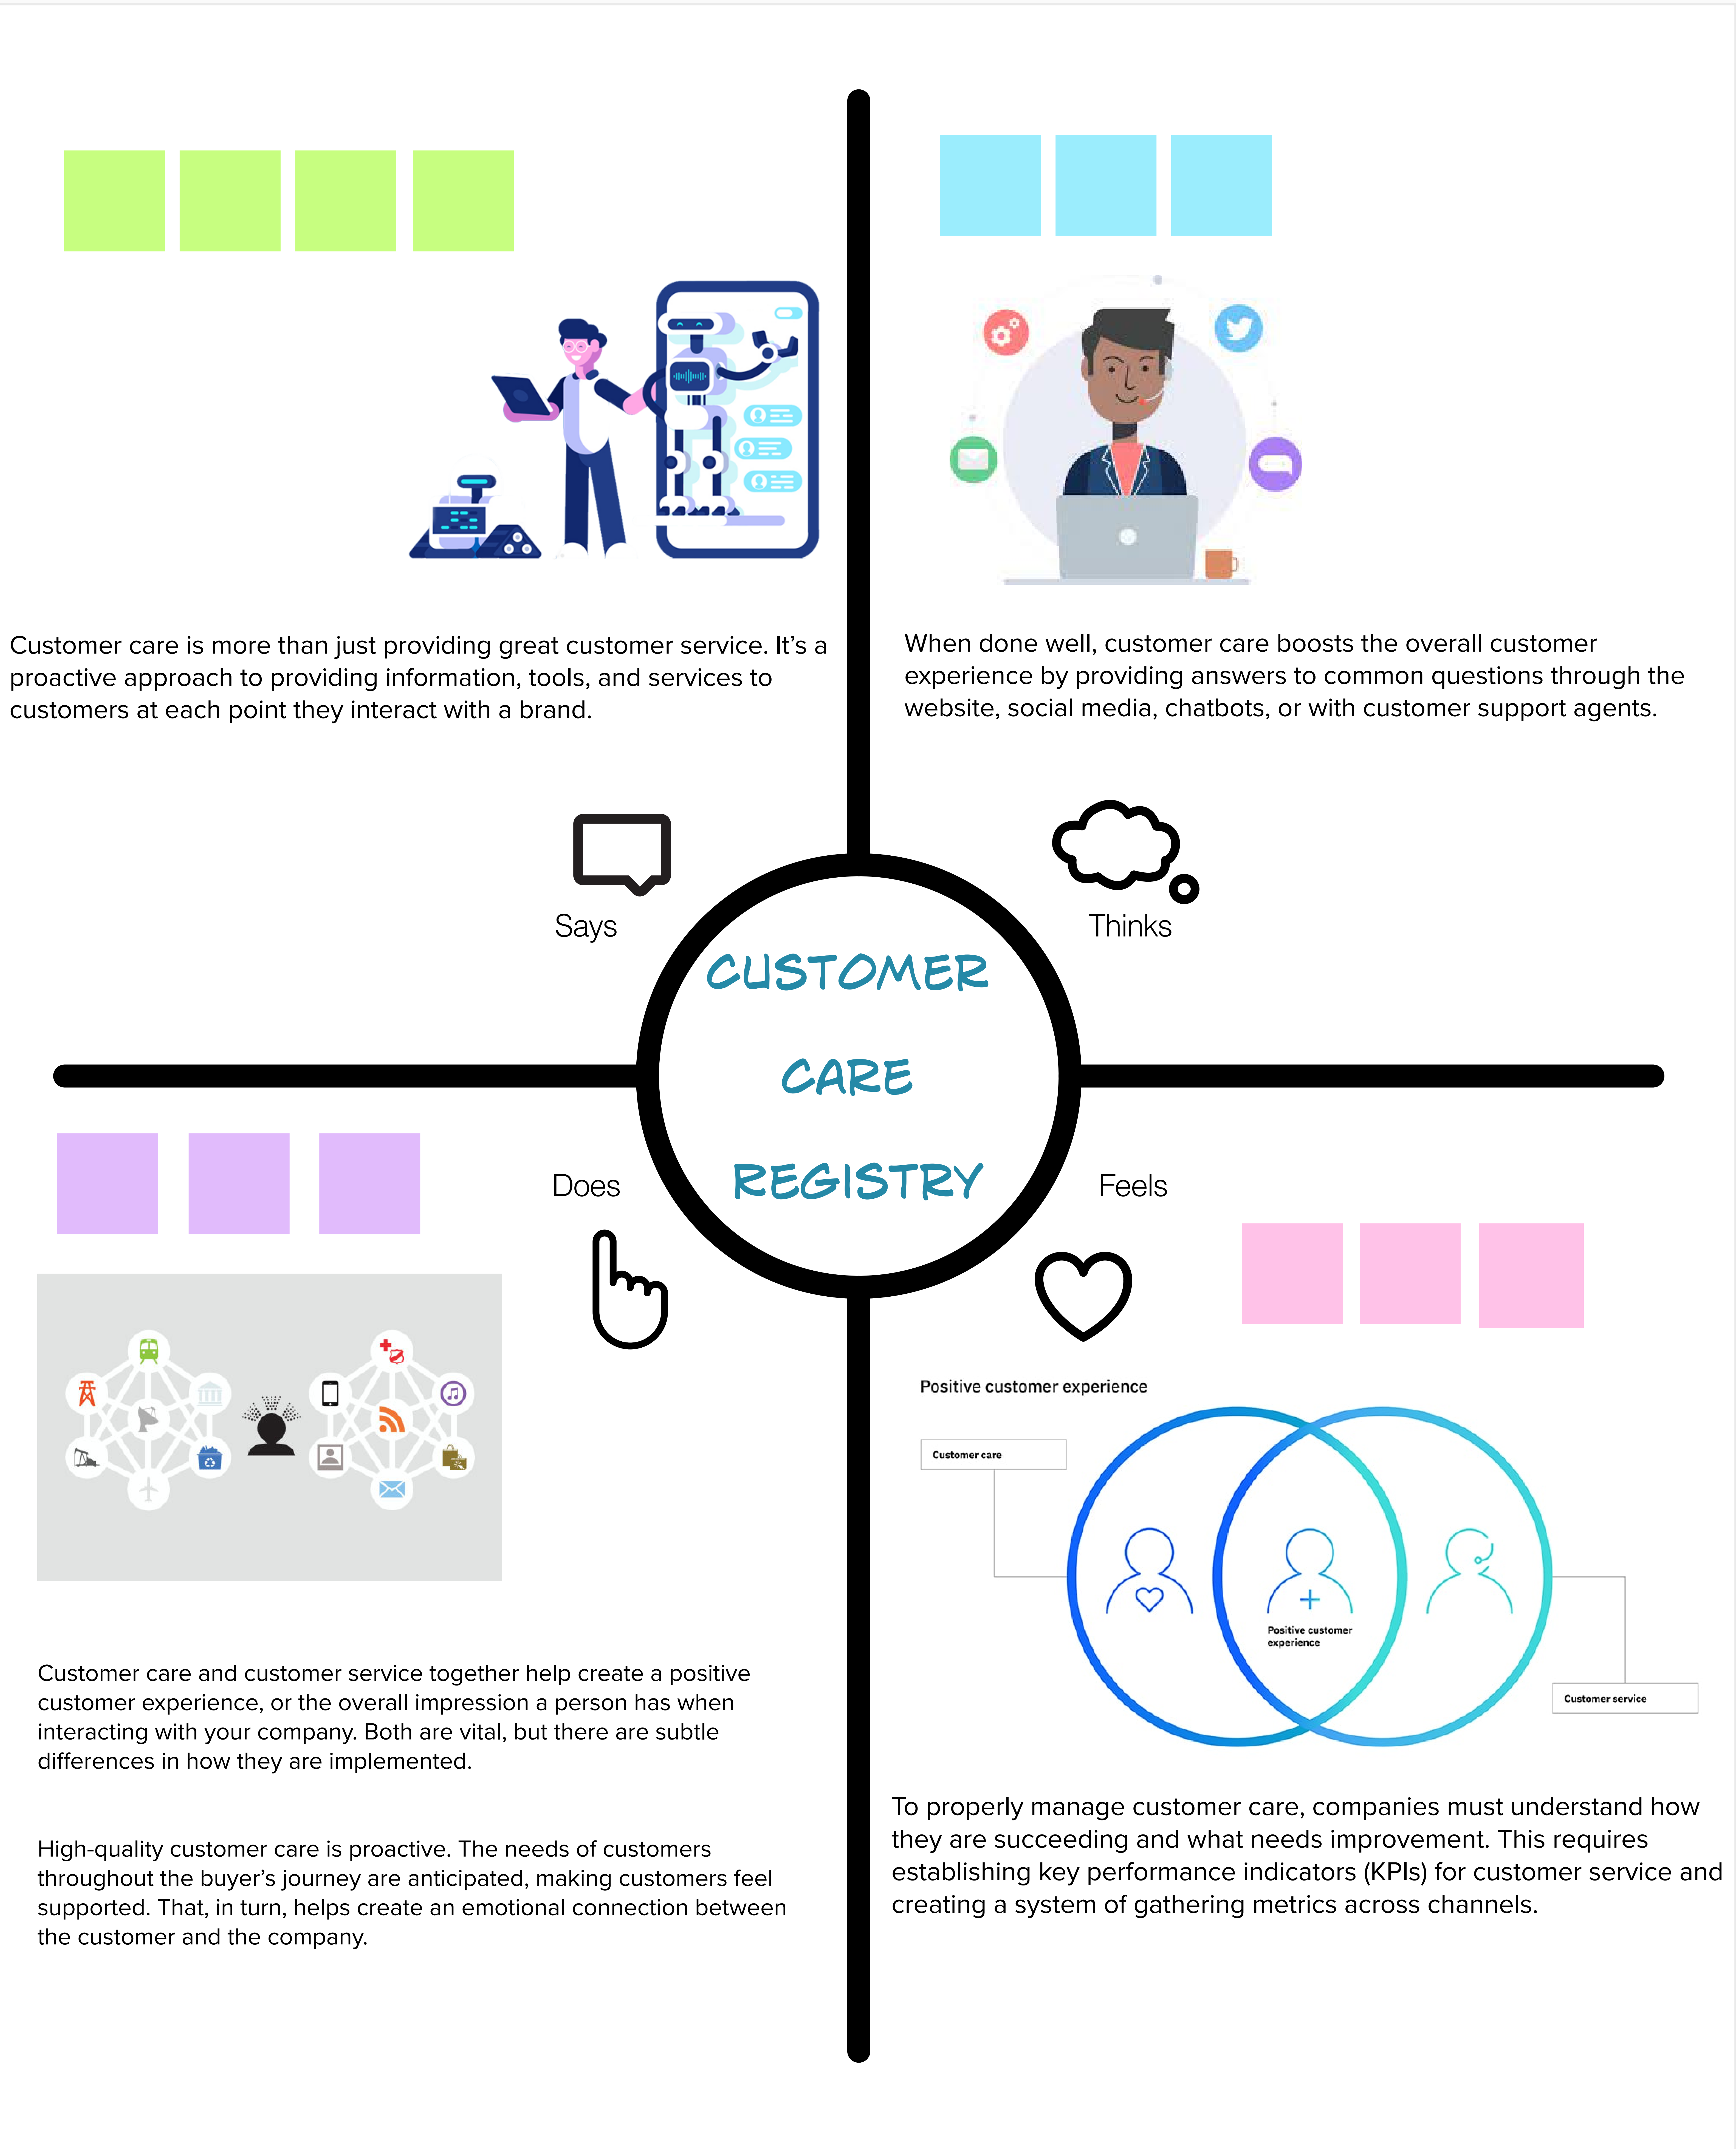 Customer care is more than just providing great customer service. It’s a
proactive approach to providing information, tools, and services to
customers at each point they interact with a brand.
When done well, customer care boosts the overall customer
experience by providing answers to common questions through the
website, social media, chatbots, or with customer support agents.
Says
Thinks
CUSTOMER
CARE
REGISTRY
Does
Feels
Positive customer experience
Customer care
Positive customer
experience
Customer service
Customer care and customer service together help create a positive
customer experience, or the overall impression a person has when
interacting with your company. Both are vital, but there are subtle
differences in how they are implemented.
High-quality customer care is proactive. The needs of customers
throughout the buyer’s journey are anticipated, making customers feel
supported. That, in turn, helps create an emotional connection between
the customer and the company.
To properly manage customer care, companies must understand how
they are succeeding and what needs improvement. This requires
establishing key performance indicators (KPIs) for customer service and
creating a system of gathering metrics across channels.